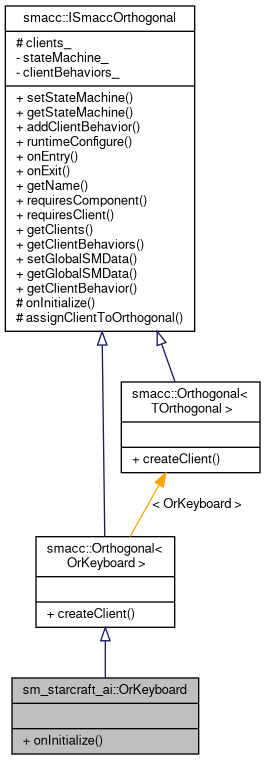 smacc::ISmaccOrthogonal
# clients_
- stateMachine_
- clientBehaviors_
+ setStateMachine()
+ getStateMachine()
+ addClientBehavior()
+ runtimeConfigure()
+ onEntry()
+ onExit()
+ getName()
+ requiresComponent()
+ requiresClient()
+ getClients()
+ getClientBehaviors()
+ setGlobalSMData()
+ getGlobalSMData()
+ getClientBehavior()
# onInitialize()
# assignClientToOrthogonal()
smacc::Orthogonal<
TOrthogonal >
+ createClient()
< OrKeyboard >
smacc::Orthogonal<
OrKeyboard >
+ createClient()
sm_starcraft_ai::OrKeyboard
+ onInitialize()